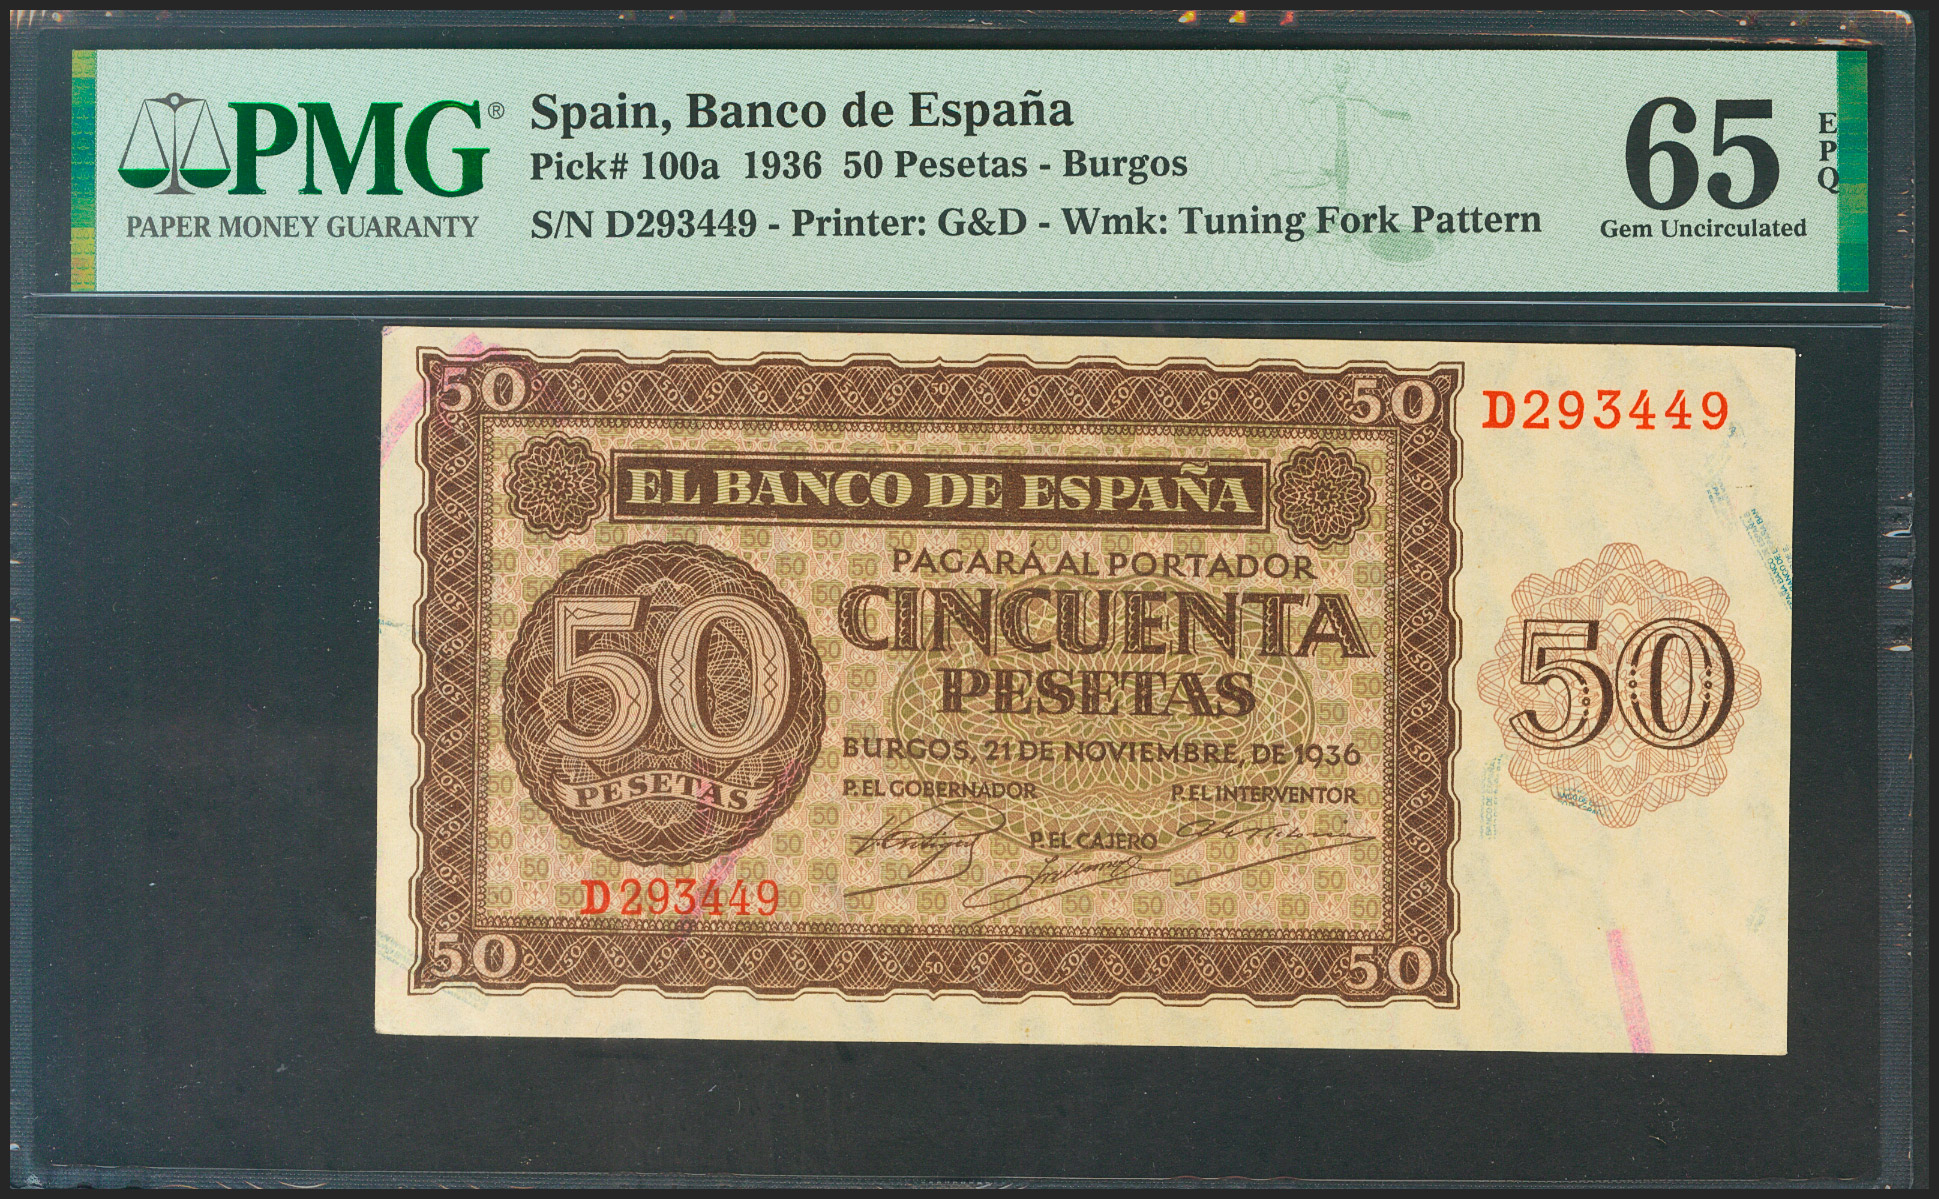 PMG®
PAPER MONEY GUARANTY
Spain, Banco de España
Pick# 100a 1936 50 Pesetas - Burgos
S/N D293449 - Printer: G&D - Wmk: Tuning Fork Pattern
65
EPQ
Gem Uncirculated
50 50
D293449
EL BANCO DE ESPAÑA
PAGARÁ AL PORTADOR
CINCUENTA
PESETAS
50
PESETAS
50
BURGOS, 21 DE NOVIEMBRE, DE 1936
P. EL GOBERNADOR
P. EL INTERVENTOR
P. EL CAJERO
D293449
50 50